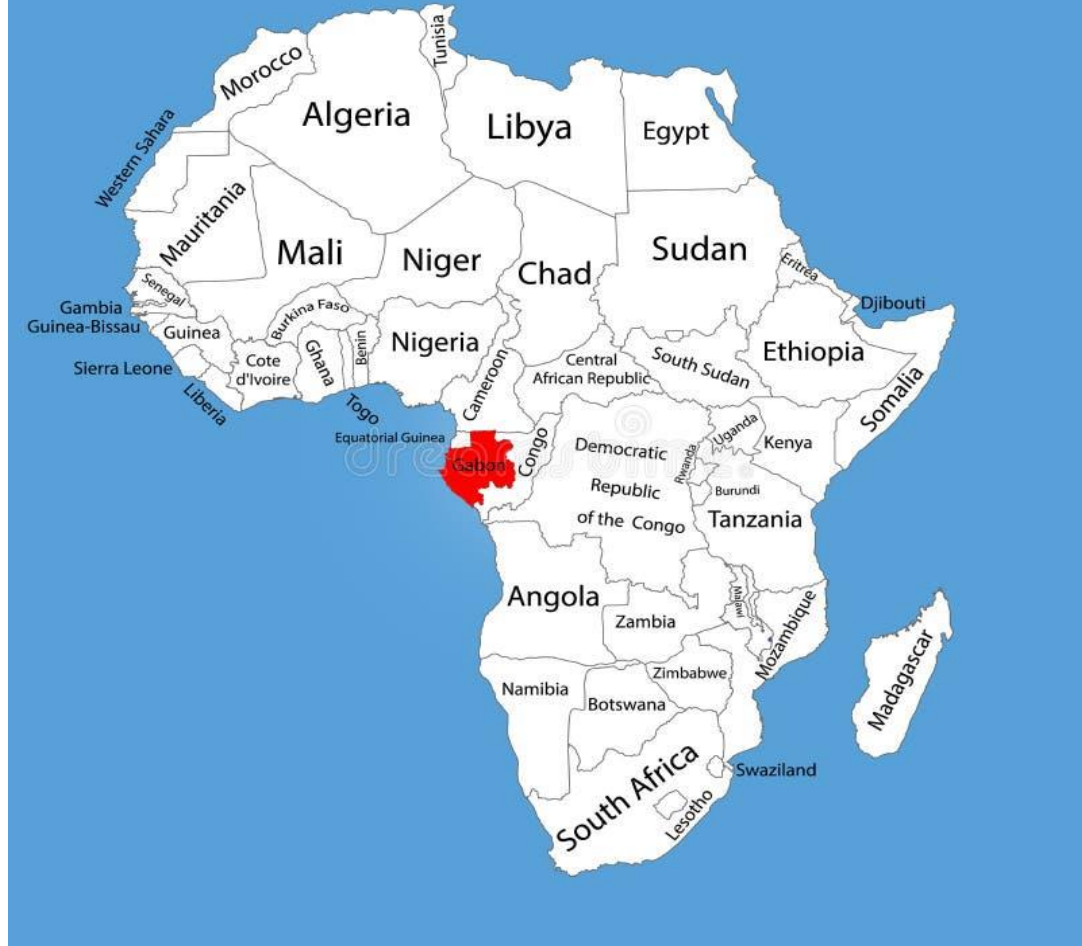 Tunisia
Morocco
Algeria
Libya
Egypt
Western Sahara
Mauritania
Mali
Niger
Chad
Sudan
Eritrea
Senegal
Gambia
Guinea-Bissau
Djibouti
Burkina Faso
Guinea
Benin
Nigeria
Ethiopia
Cote
d'Ivoire
Ghana
Cameroon
Central
African Republic
South Sudan
Sierra Leone
Somalia
Liberia
Togo
Equatorial Guinea
Uganda
Kenya
Gabon
Congo
Democratic
Republic
of the Congo
Rwanda
Burundi
Tanzania
Angola
Malawi
Zambia
Mozambique
Madagascar
Namibia
Botswana
Zimbabwe
South Africa
Swaziland
Lesotho